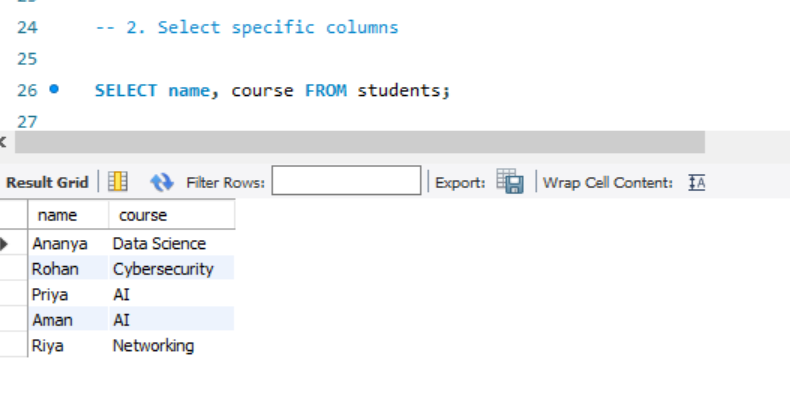 24 -- 2. Select specific columns
25
26 SELECT name, course FROM students;
27
Result Grid Filter Rows: Export: Wrap Cell Content: IA
name course
Ananya Data Science
Rohan Cybersecurity
Priya AI
Aman AI
Riya Networking